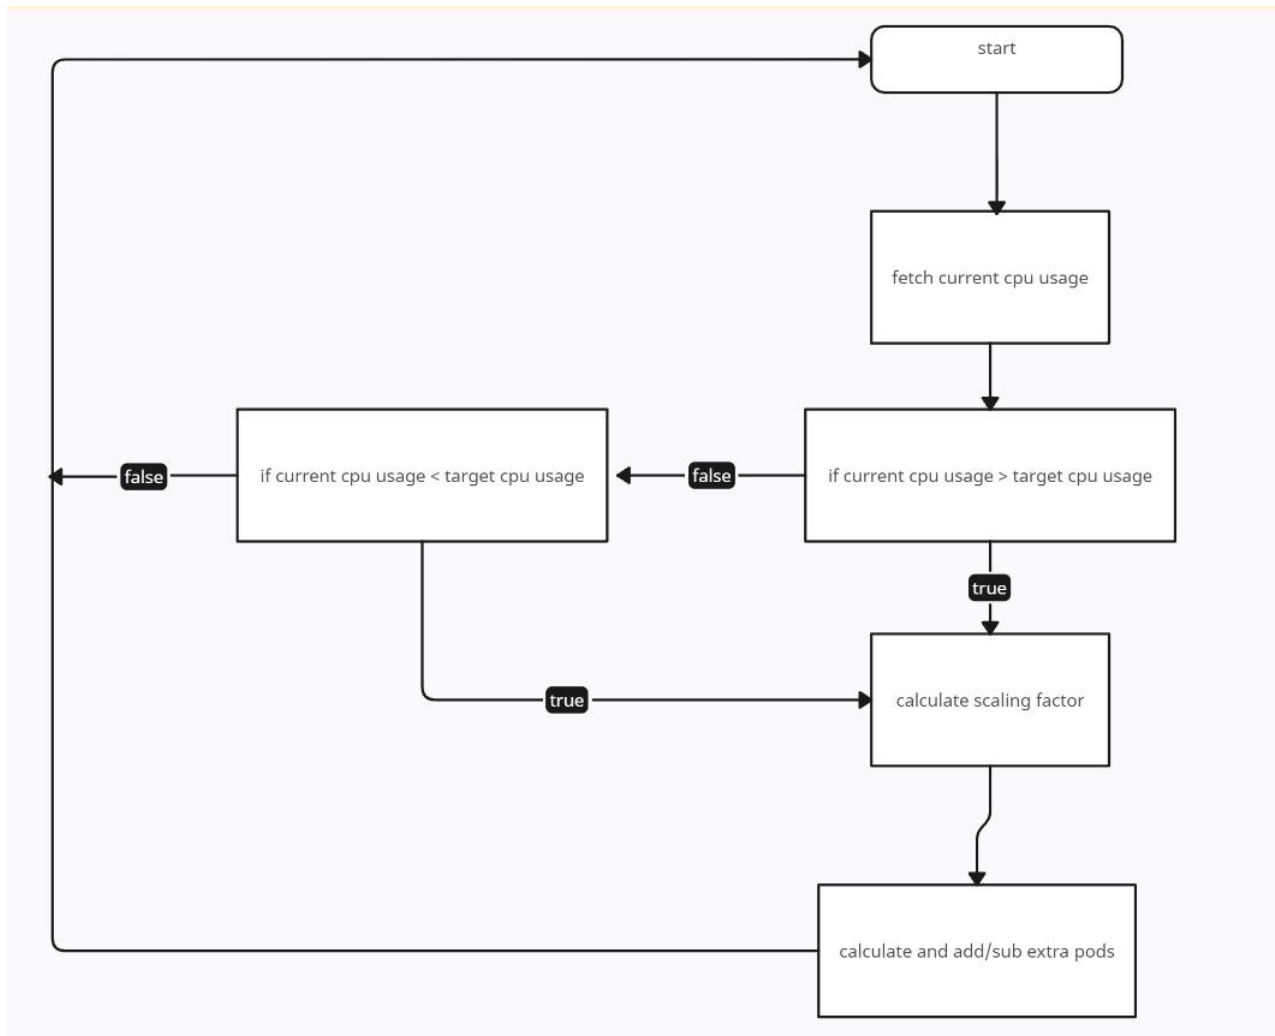 start
fetch current cpu usage
if current cpu usage > target cpu usage
false
if current cpu usage < target cpu usage
false
true
true
calculate scaling factor
calculate and add/sub extra pods